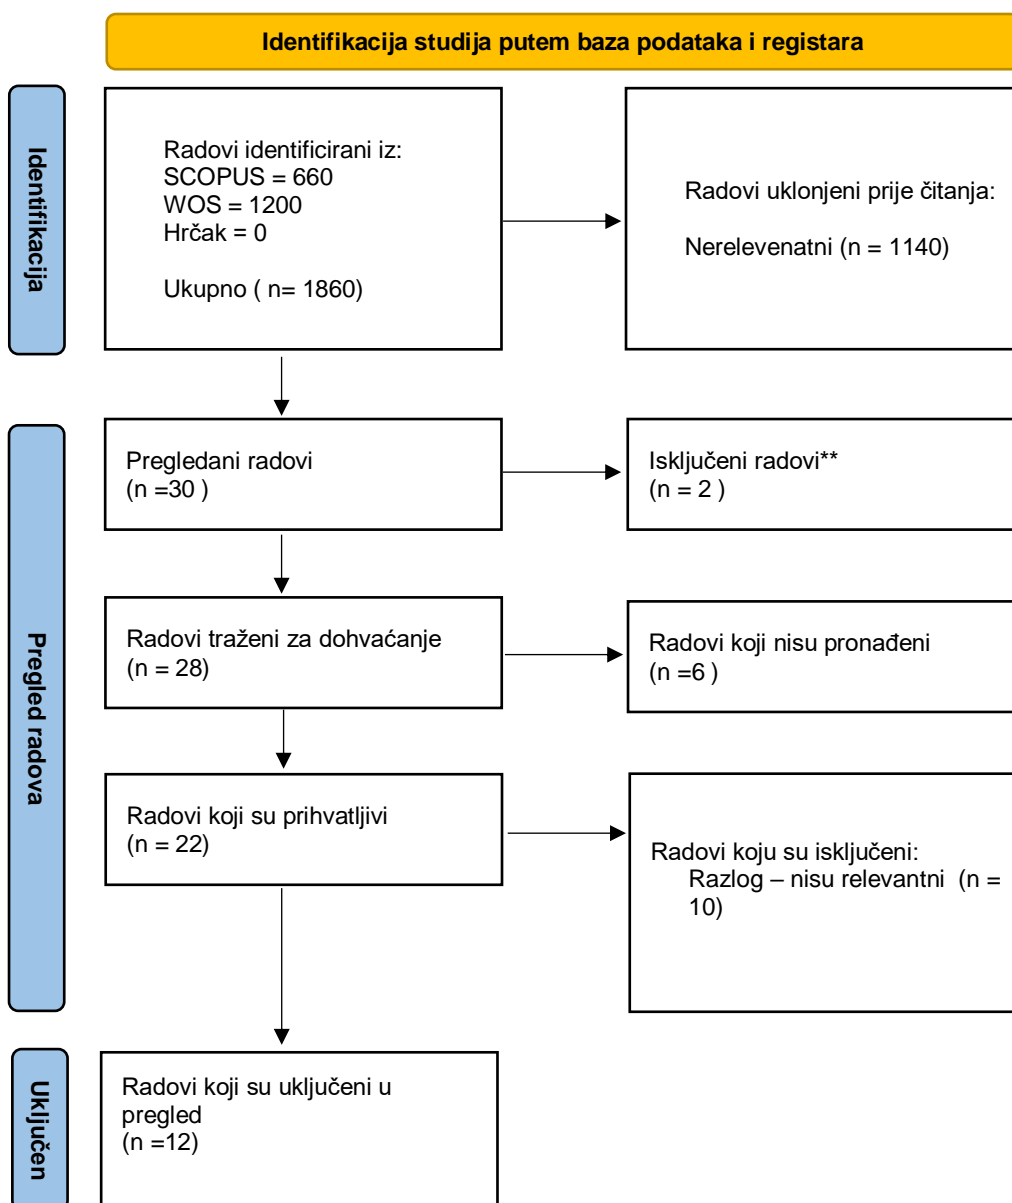 Identifikacija studija putem baza podataka i registara
Identifikacija
Radovi identificirani iz:
SCOPUS = 660
WOS = 1200
Hrčak = 0
Ukupno ( n= 1860)
Radovi uklonjeni prije čitanja:
Nerelevenatni (n = 1140)
Pregled radova
Pregledani radovi
(n =30 )
Isključeni radovi**
(n = 2 )
Radovi traženi za dohvaćanje
(n = 28)
Radovi koji nisu pronađeni
(n =6 )
Radovi koji su prihvatljivi
(n = 22)
Radovi koju su isključeni:
Razlog – nisu relevantni  (n =
10)
Uključen
Radovi koji su uključeni u
pregled
(n =12)